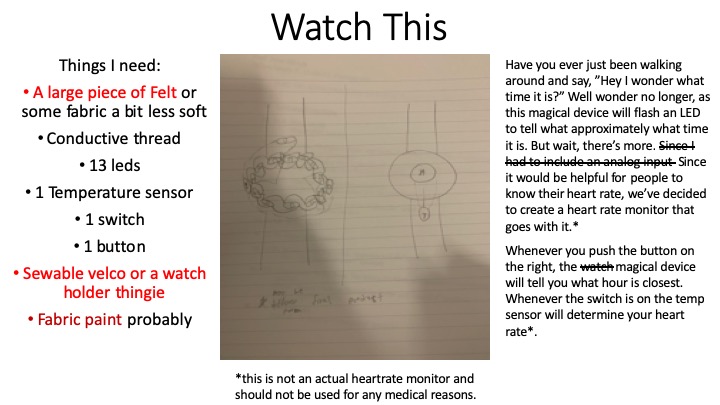 Watch This
Things I need:
• A large piece of Felt or
some fabric a bit less soft
• Conductive thread
• 13 leds
• 1 Temperature sensor
• 1 switch
• 1 button
• Sewable velco or a watch
holder thingie
• Fabric paint probably
Have you ever just been walking
around and say, ”Hey I wonder what
time it is?” Well wonder no longer, as
this magical device will flash an LED
to tell what approximately what time
it is. But wait, there’s more. Since I
had to include an analog input Since
it would be helpful for people to
know their heart rate, we’ve decided
to create a heart rate monitor that
goes with it.*
Whenever you push the button on
the right, the watch magical device
will tell you what hour is closest.
Whenever the switch is on the temp
sensor will determine your heart
rate*.
final product
*this is not an actual heartrate monitor and
should not be used for any medical reasons.